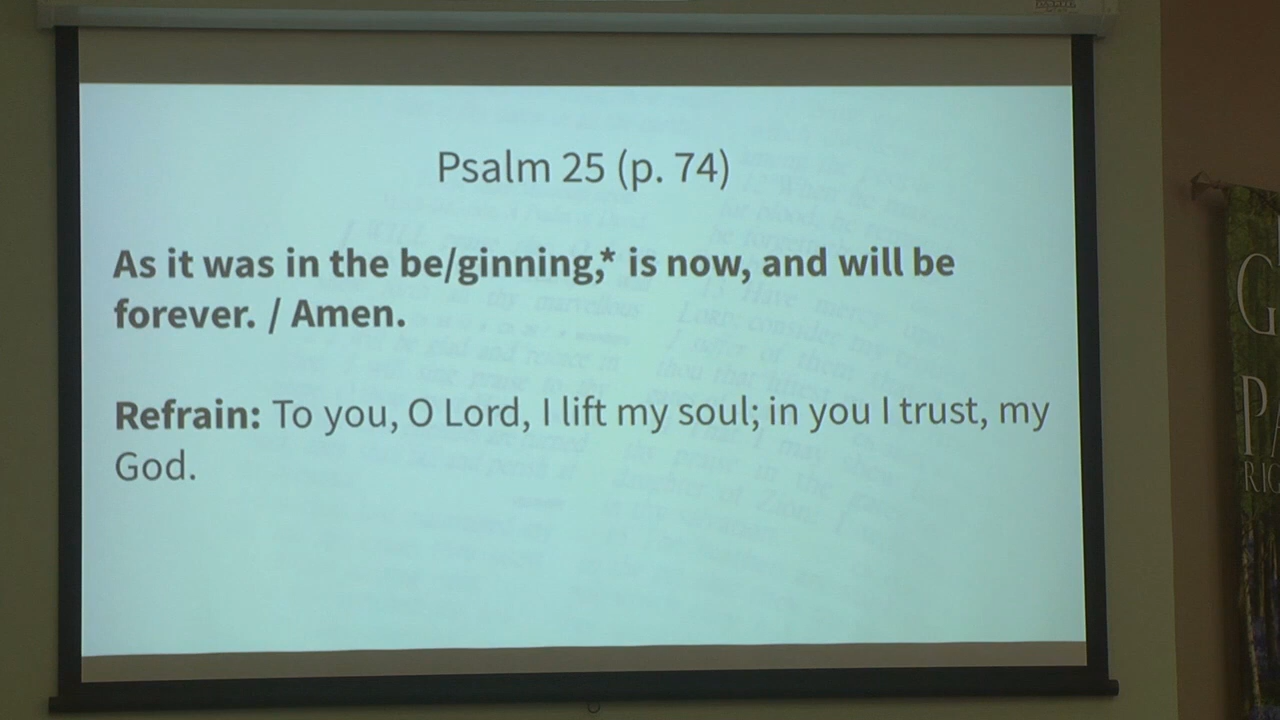 Psalm 25 (p. 74)
As it was in the be/ginning,* is now, and will be
forever. / Amen.
Refrain: To you, O Lord, I lift my soul; in you I trust, my
God.